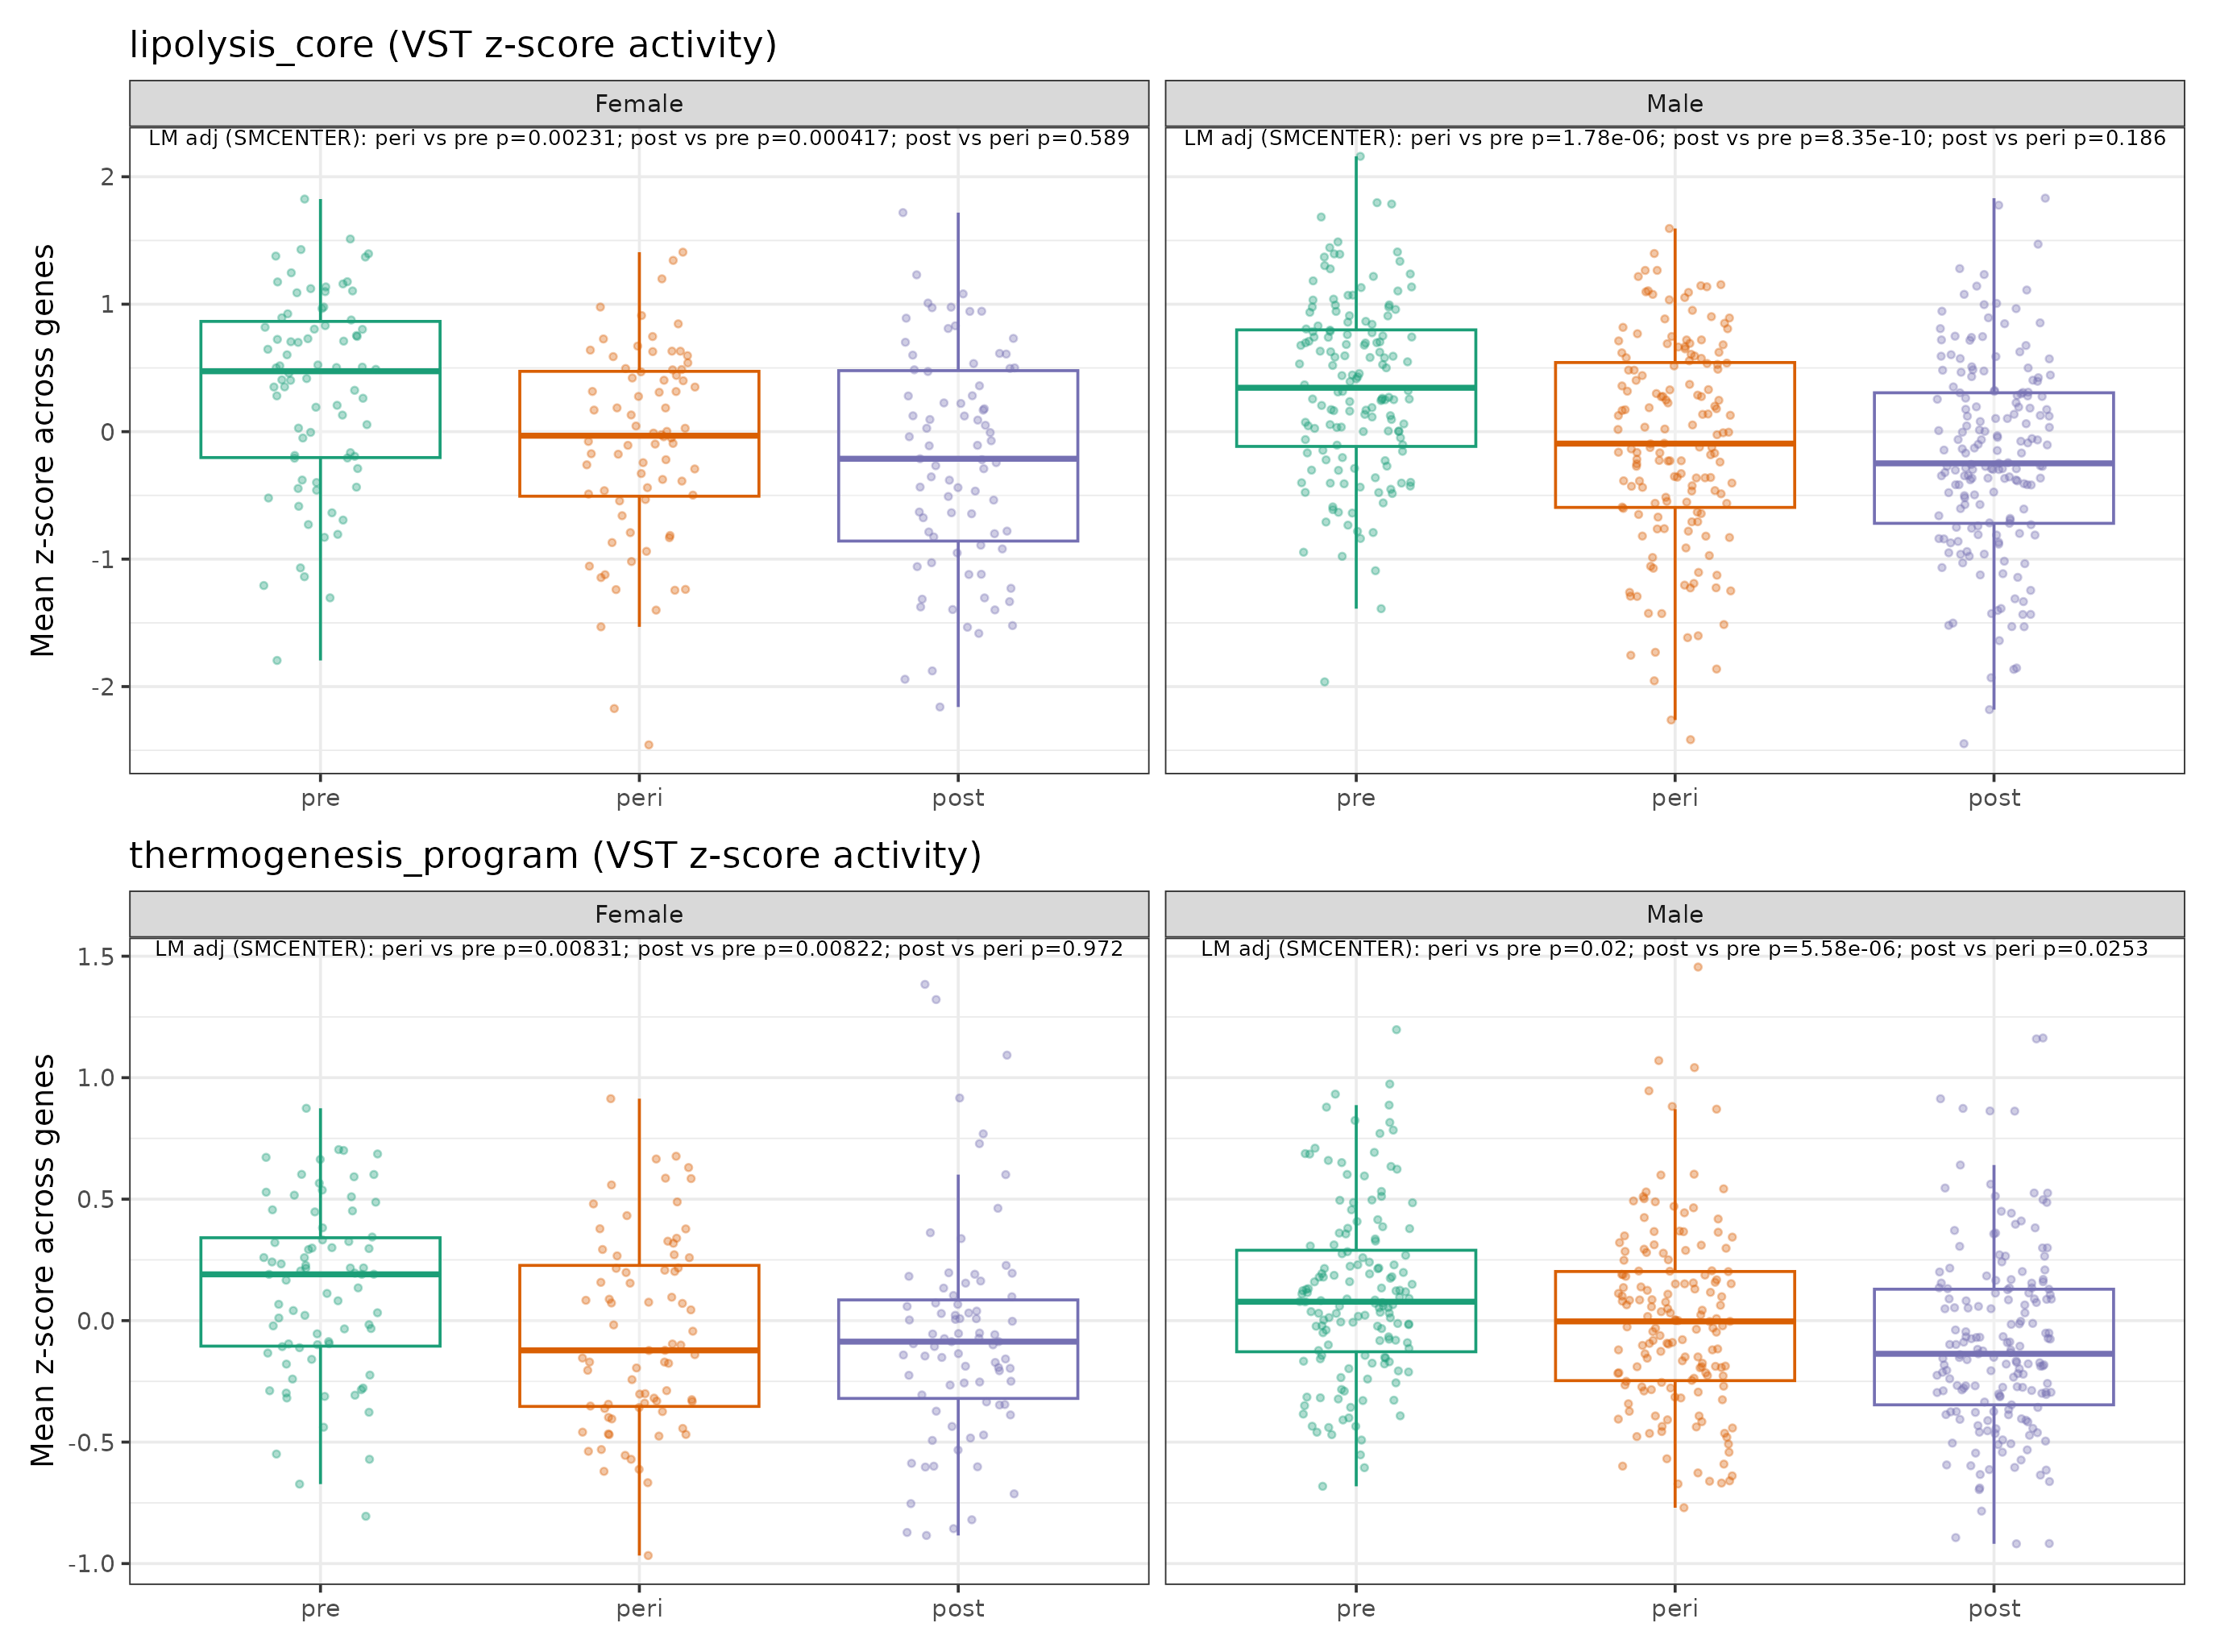 lipolysis_core (VST z-score activity)
Female
Male
LM adj (SMCENTER): peri vs pre p=0.00231; post vs pre p=0.000417; post vs peri p=0.589
LM adj (SMCENTER): peri vs pre p=1.78e-06; post vs pre p=8.35e-10; post vs peri p=0.186
Mean z-score across genes
2
1
0
-1
-2
pre
peri
post
pre
peri
post
thermogenesis_program (VST z-score activity)
Female
Male
LM adj (SMCENTER): peri vs pre p=0.00831; post vs pre p=0.00822; post vs peri p=0.972
LM adj (SMCENTER): peri vs pre p=0.02; post vs pre p=5.58e-06; post vs peri p=0.0253
Mean z-score across genes
1.5
1.0
0.5
0.0
-0.5
-1.0
pre
peri
post
pre
peri
post